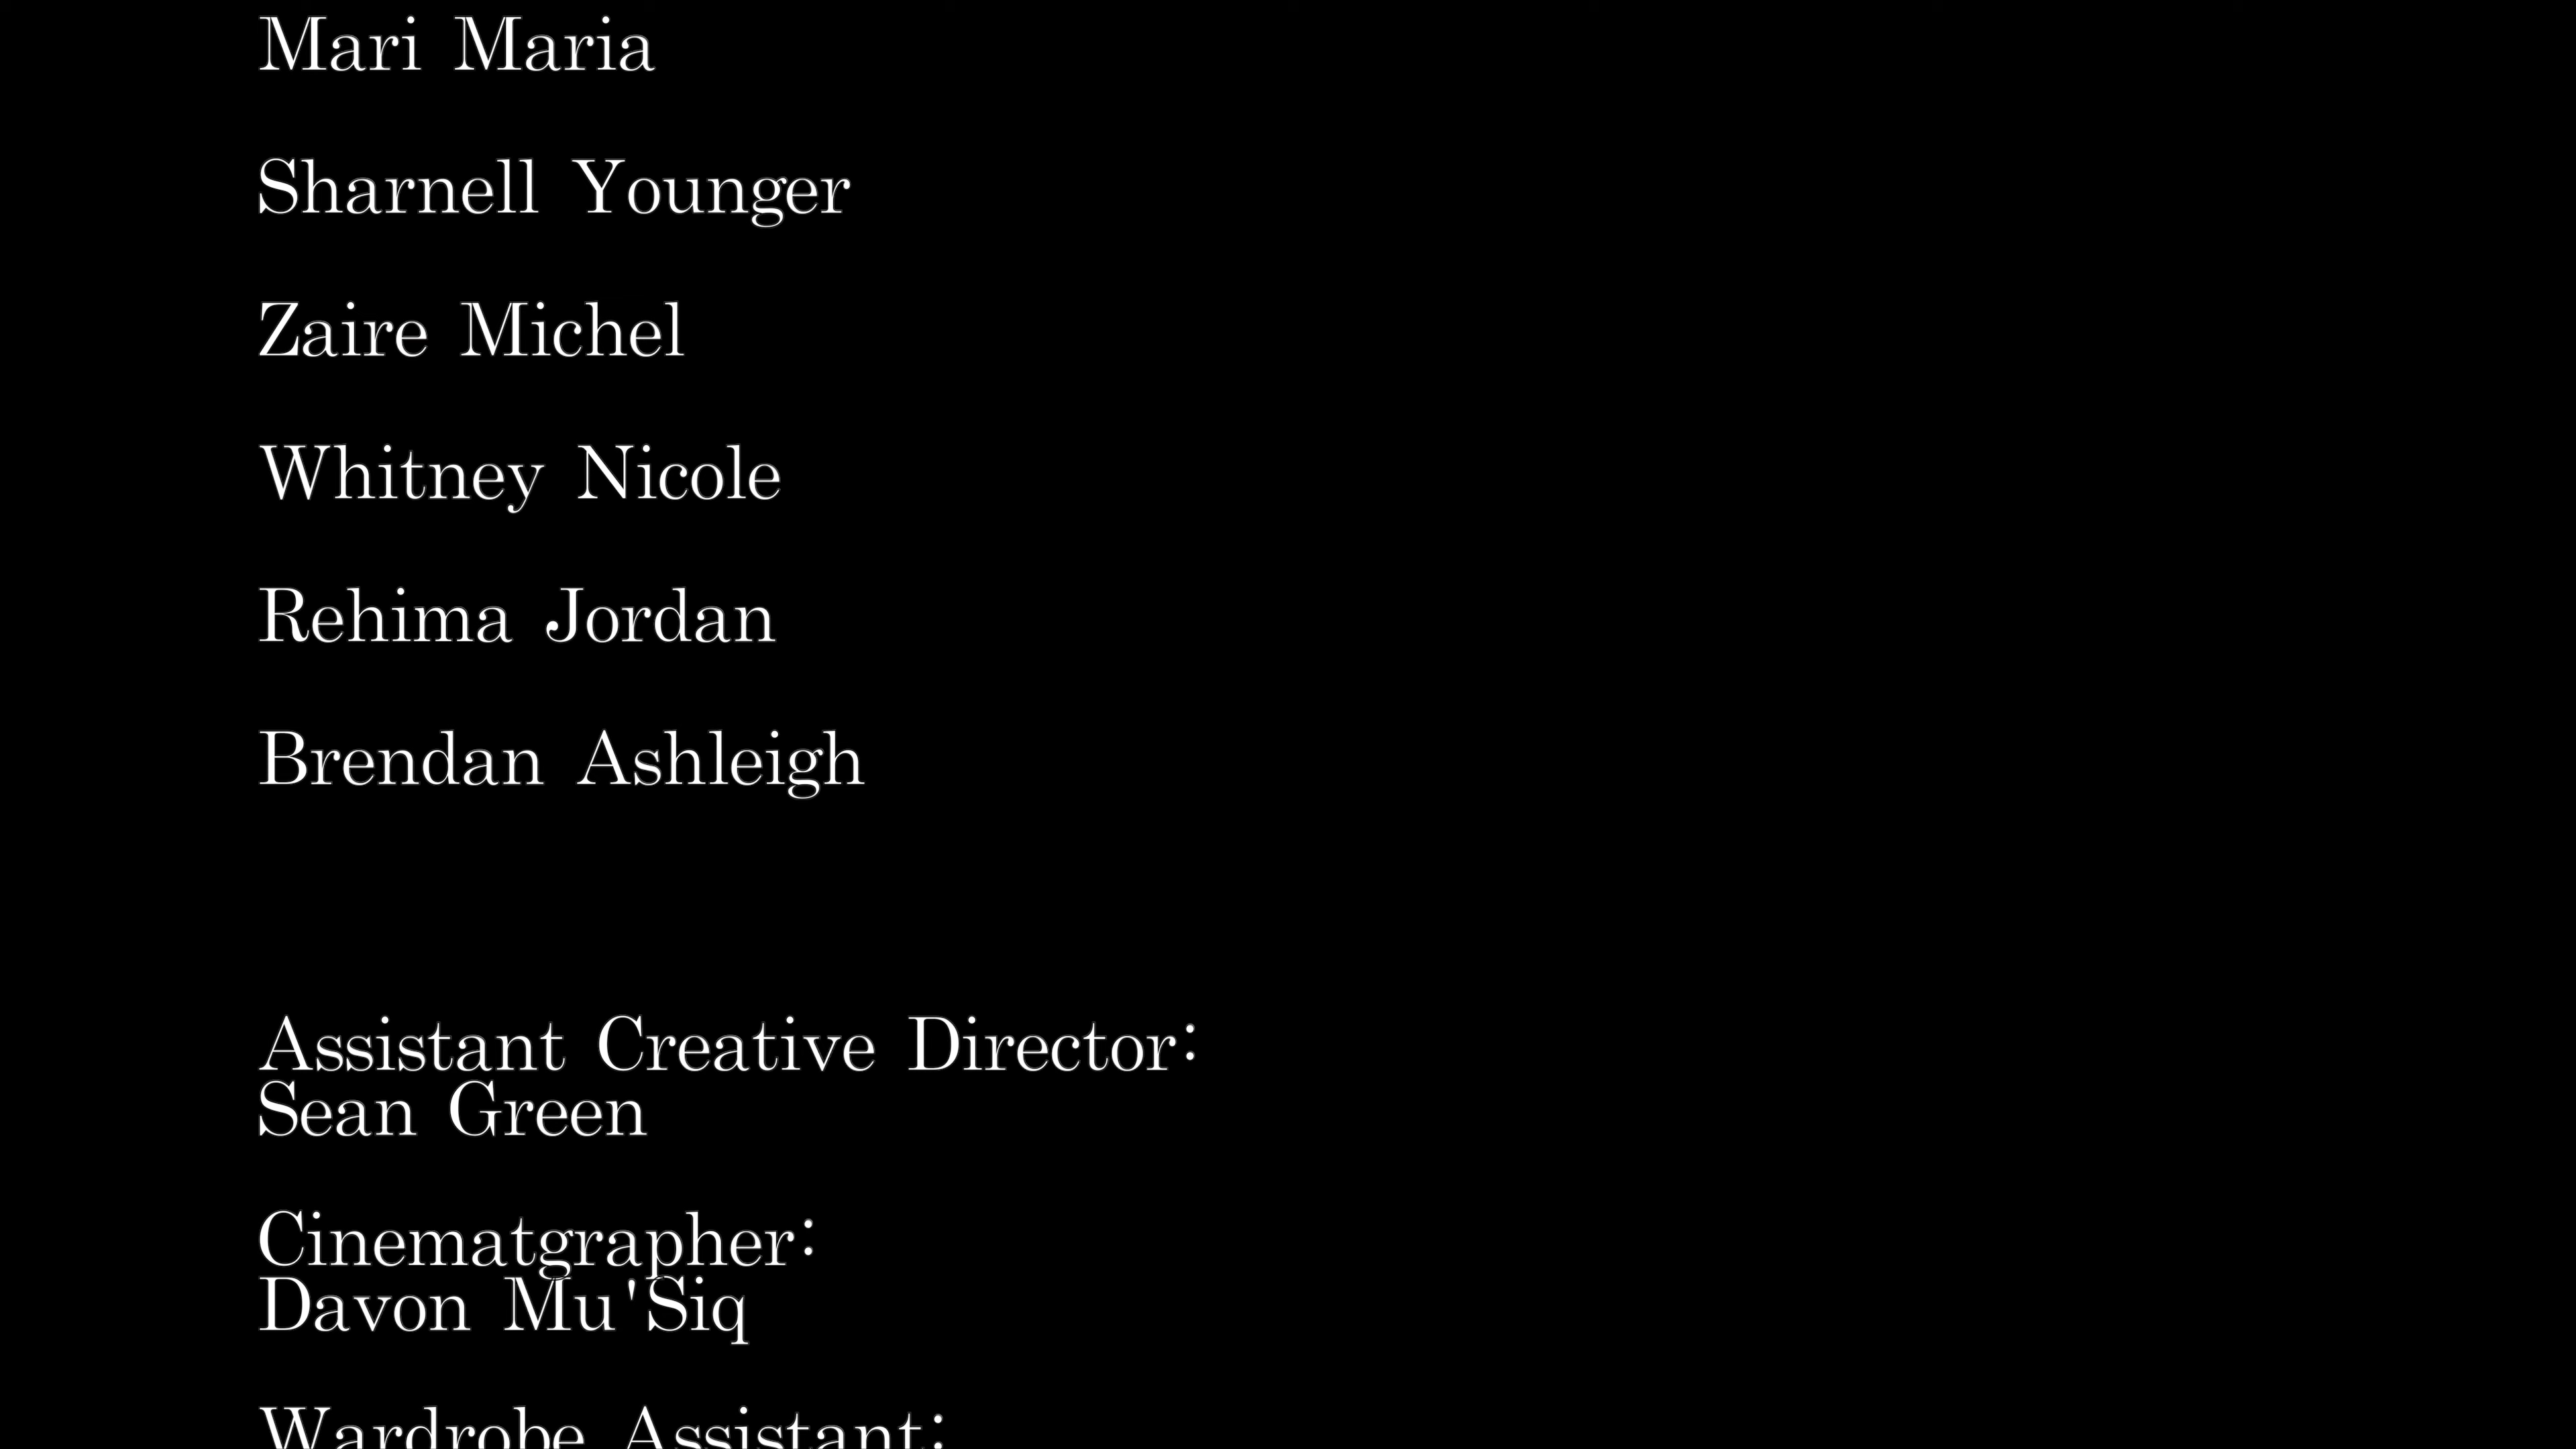 Mari Maria
Sharnell Younger
Zaire Michel
Whitney Nicole
Rehima Jordan
Brendan Ashleigh
Assistant Creative Director:
Sean Green
Cinematgrapher:
Davon Mu'Siq
Wardrobe Assistant: